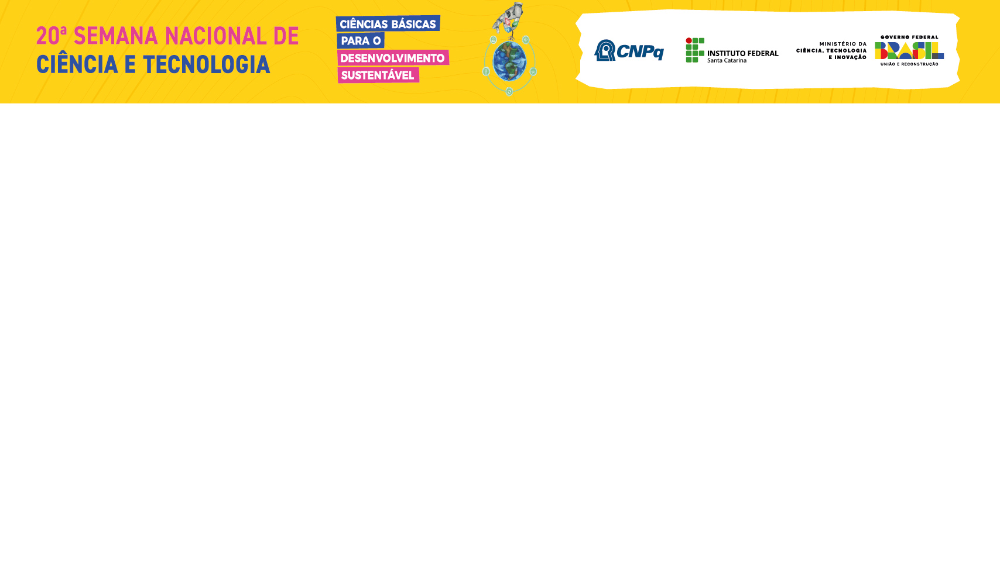 20ª SEMANA NACIONAL DE
CIÊNCIA E TECNOLOGIA
CIÊNCIAS BÁSICAS
PARA O
DESENVOLVIMENTO
SUSTENTÁVEL
CNPq
INSTITUTO FEDERAL
Santa Catarina
MINISTÉRIO DA
CIÊNCIA, TECNOLOGIA
E INOVAÇÃO
GOVERNO FEDERAL
BRASIL
UNIÃO E RECONSTRUÇÃO